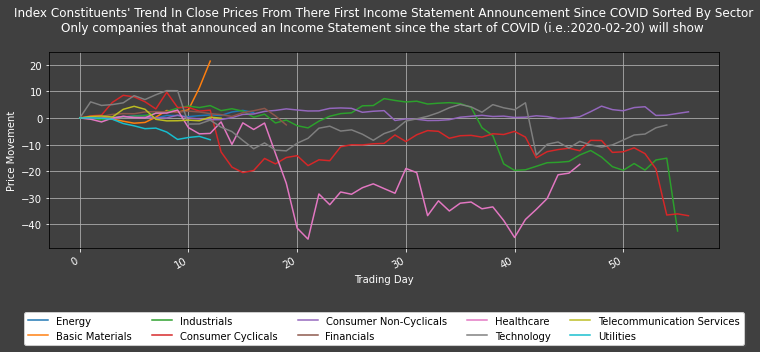 Index Constituents' Trend In Close Prices From There First Income Statement Announcement Since COVID Sorted By Sector
Only companies that announced an Income Statement since the start of COVID (i.e.:2020-02-20) will show
20
10
0
−10
−20
−30
−40
Price Movement
0
10
20
30
40
50
Trading Day
Energy
Industrials
Consumer Non-Cyclicals
Healthcare
Telecommunication Services
Basic Materials
Consumer Cyclicals
Financials
Technology
Utilities